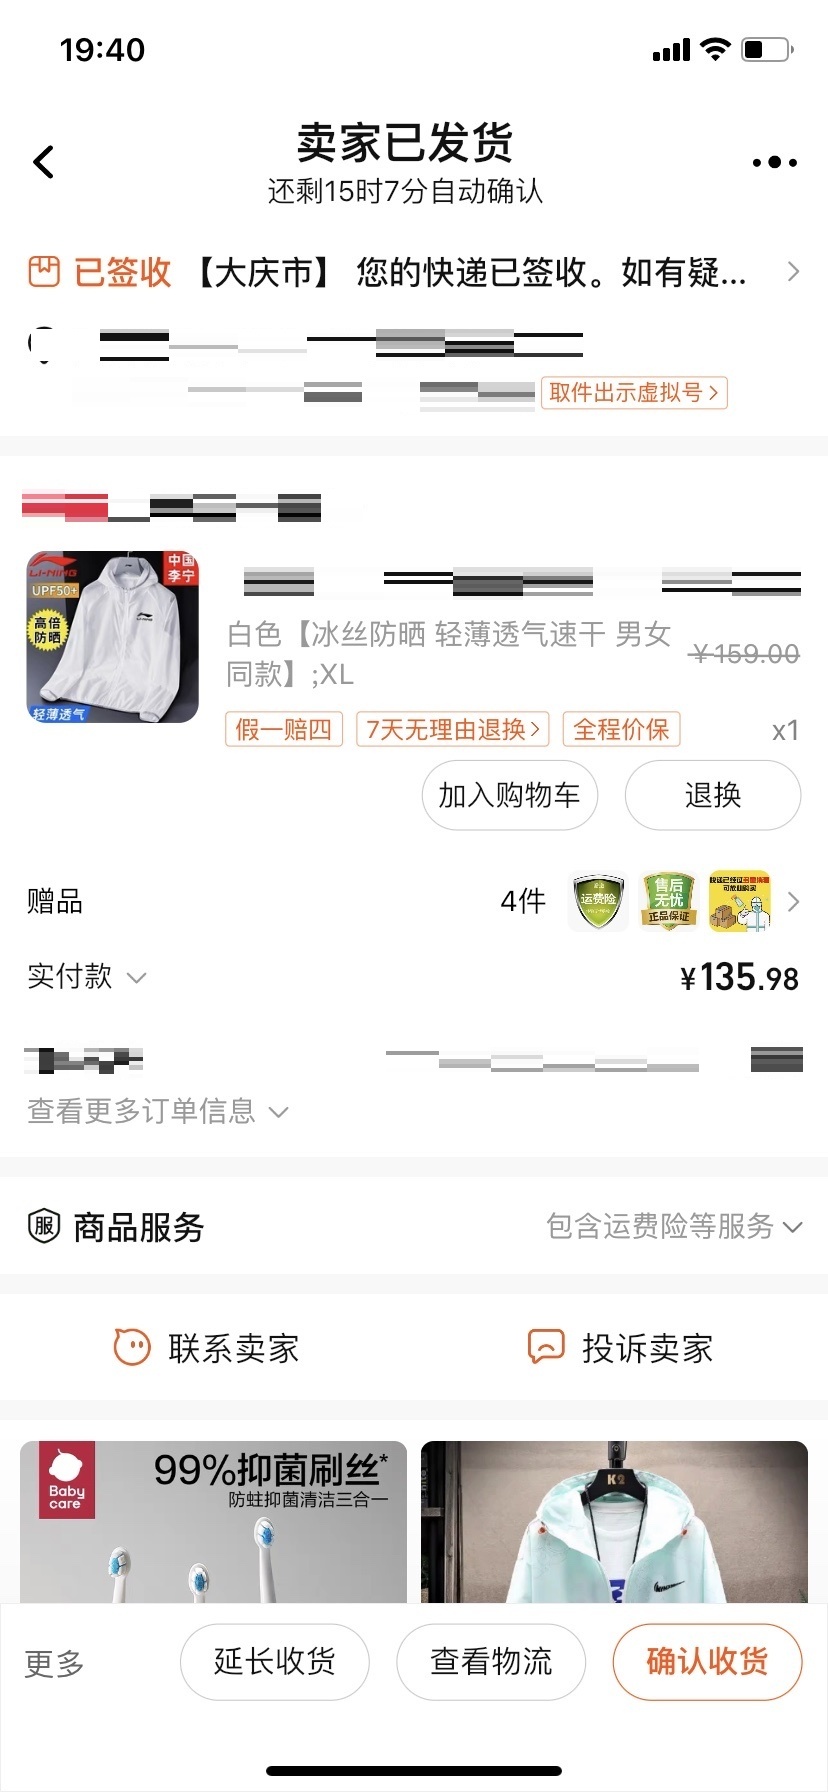 19:40
卖家已发货
还剩15时7分自动确认
已签收 【大庆市】 您的快递已签收。如有疑...
取件出示虚拟号
LI-NING
中国
李宁
UPF50+
高倍
防晒
轻薄透气
白色【冰丝防晒 轻薄透气速干 男女
同款】;XL
¥159.00
假一赔四 7天无理由退换 全程价保
x1
加入购物车 退换
赠品 4件
运费险
售后
无忧
正品保证
实付款 ¥135.98
查看更多订单信息
服 商品服务 包含运费险等服务
联系卖家 投诉卖家
Baby
care
99%抑菌刷丝*
防蛀抑菌清洁三合一
K2
更多 延长收货 查看物流 确认收货